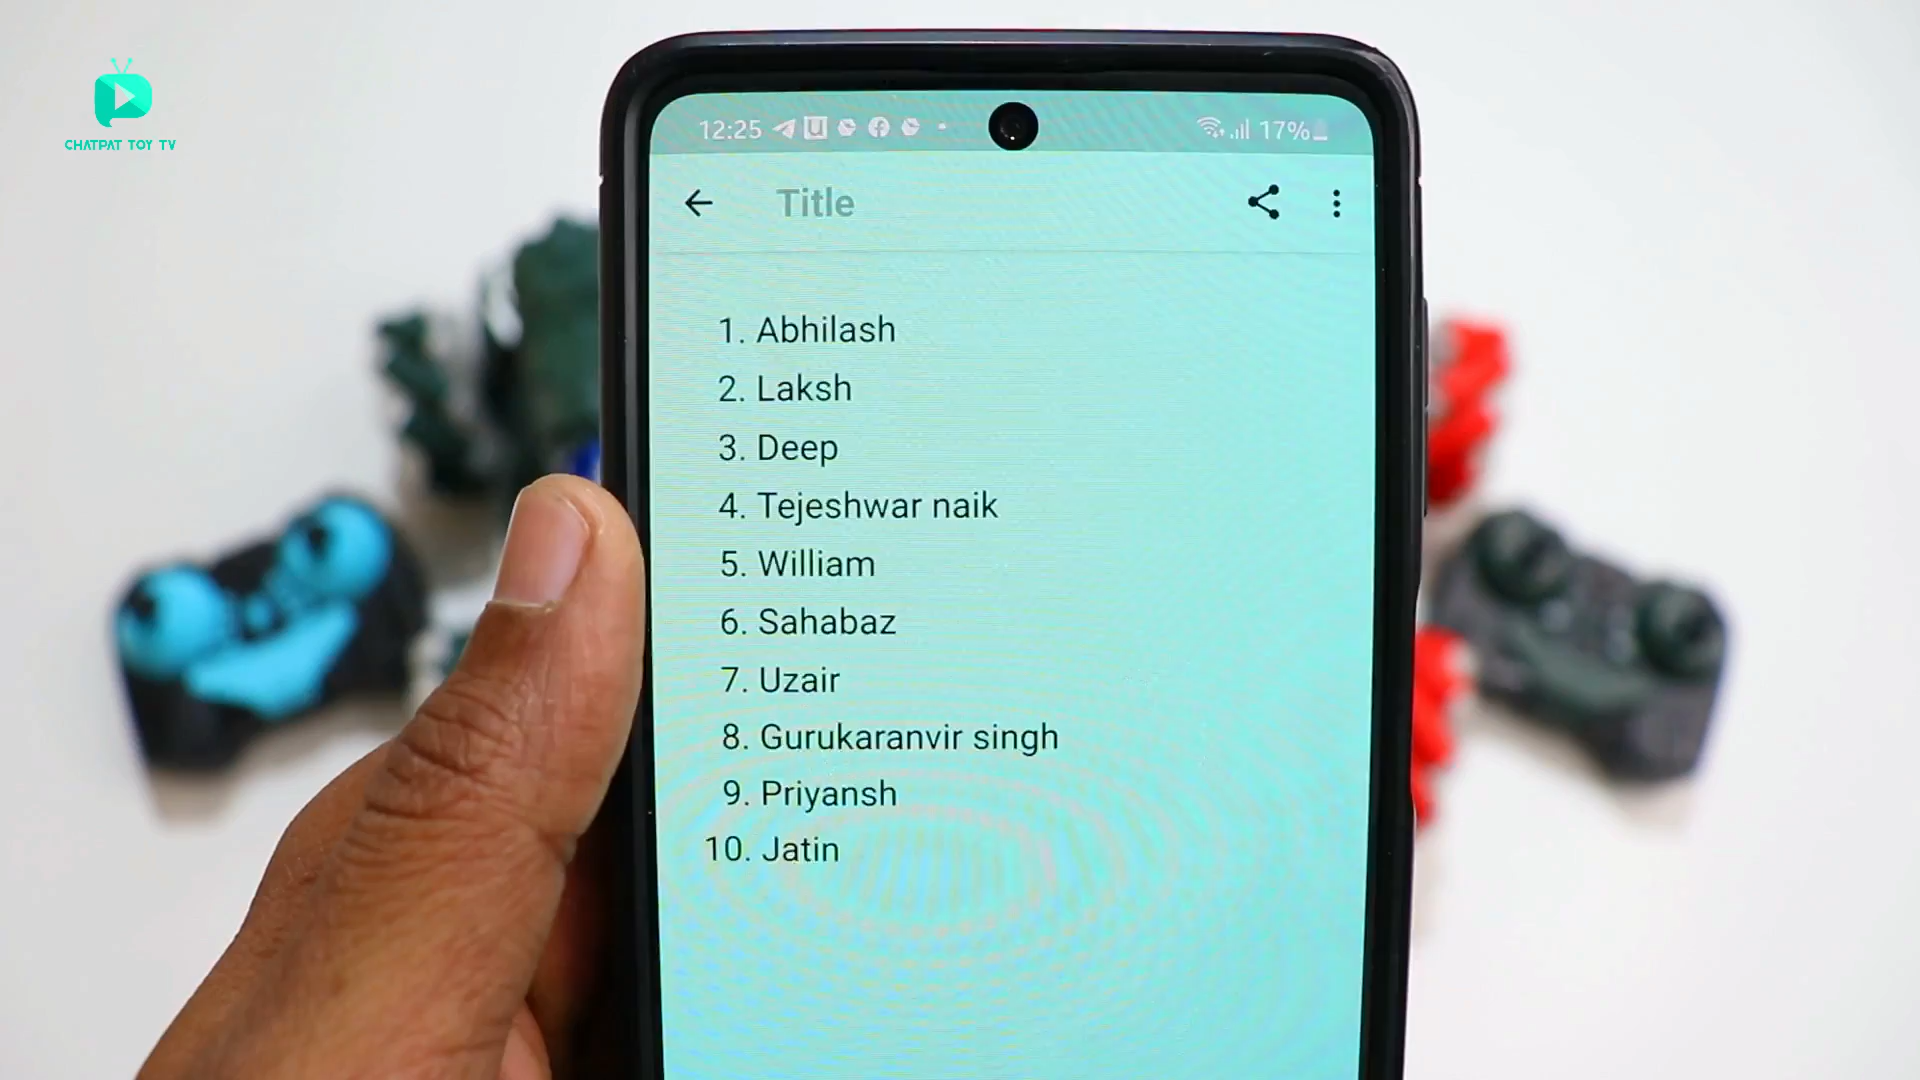 CHATPAT TOY TV
12:25 17%
Title
1. Abhilash
2. Laksh
3. Deep
4. Tejeshwar naik
5. William
6. Sahabaz
7. Uzair
8. Gurukaranvir singh
9. Priyansh
10. Jatin